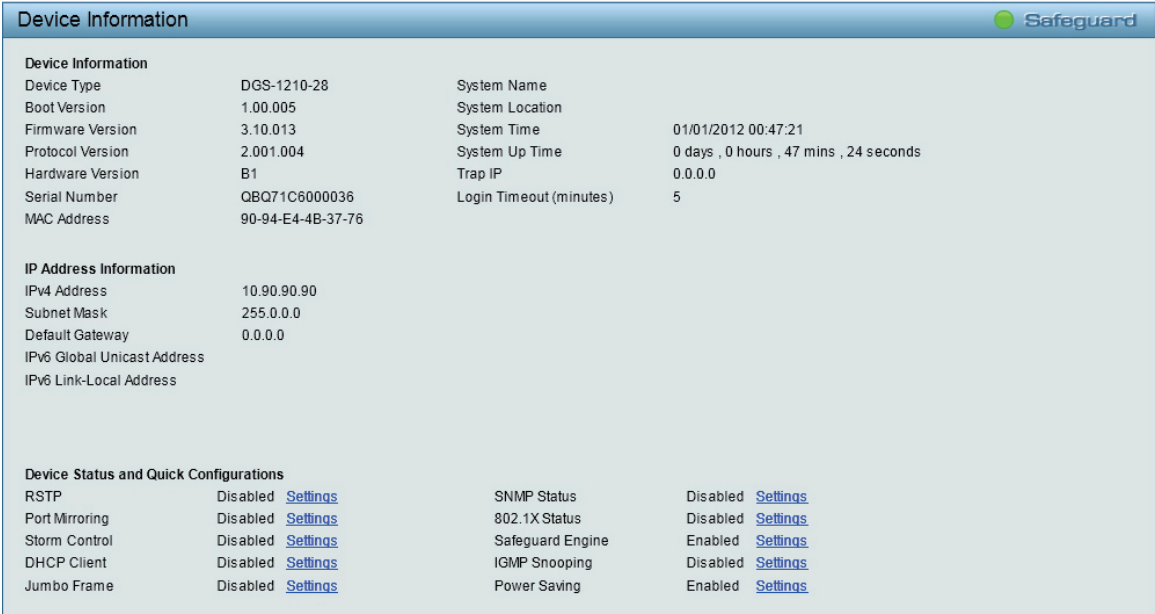 Device Information
Safeguard
Device Information
Device Type DGS-1210-28 System Name
Boot Version 1.00.005 System Location
Firmware Version 3.10.013 System Time 01/01/2012 00:47:21
Protocol Version 2.001.004 System Up Time 0 days , 0 hours , 47 mins , 24 seconds
Hardware Version B1 Trap IP 0.0.0.0
Serial Number QBQ71C6000036 Login Timeout (minutes) 5
MAC Address 90-94-E4-4B-37-76
IP Address Information
IPv4 Address 10.90.90.90
Subnet Mask 255.0.0.0
Default Gateway 0.0.0.0
IPv6 Global Unicast Address
IPv6 Link-Local Address
Device Status and Quick Configurations
RSTP Disabled Settings SNMP Status Disabled Settings
Port Mirroring Disabled Settings 802.1X Status Disabled Settings
Storm Control Disabled Settings Safeguard Engine Enabled Settings
DHCP Client Disabled Settings IGMP Snooping Disabled Settings
Jumbo Frame Disabled Settings Power Saving Enabled Settings